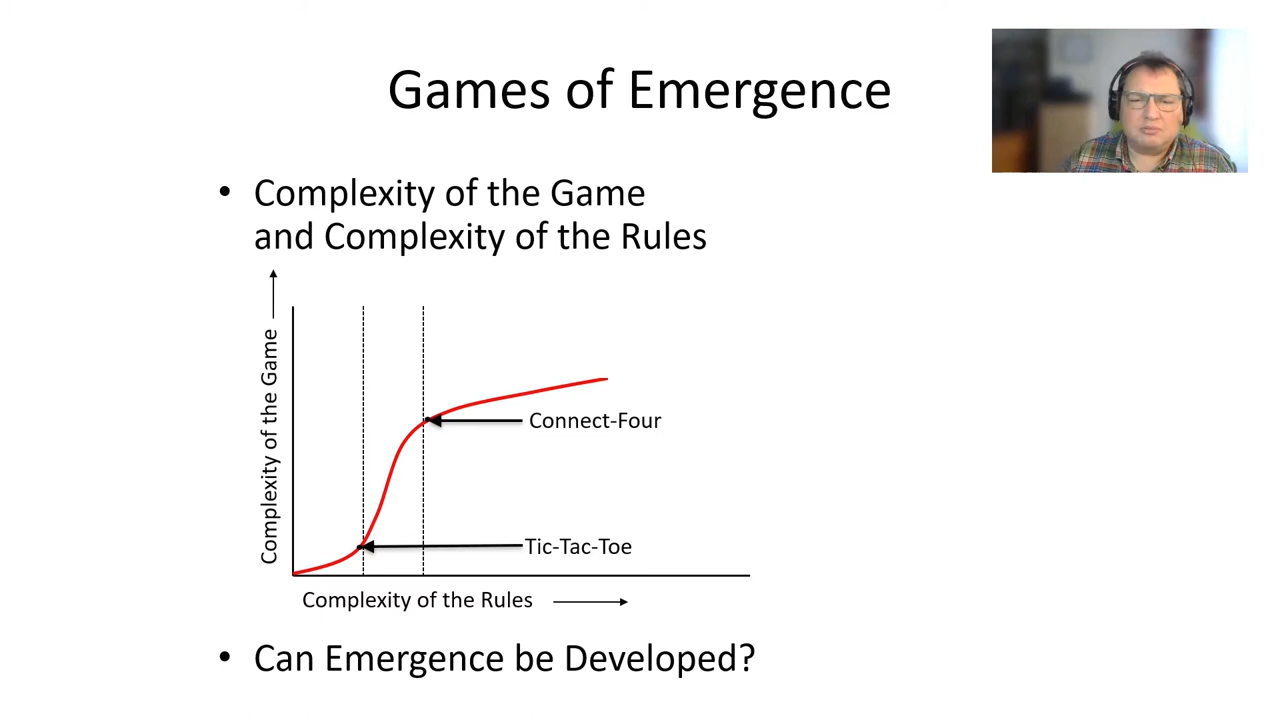 Games of Emergence
• Complexity of the Game
and Complexity of the Rules
Complexity of the Game
Connect-Four
Tic-Tac-Toe
Complexity of the Rules
• Can Emergence be Developed?